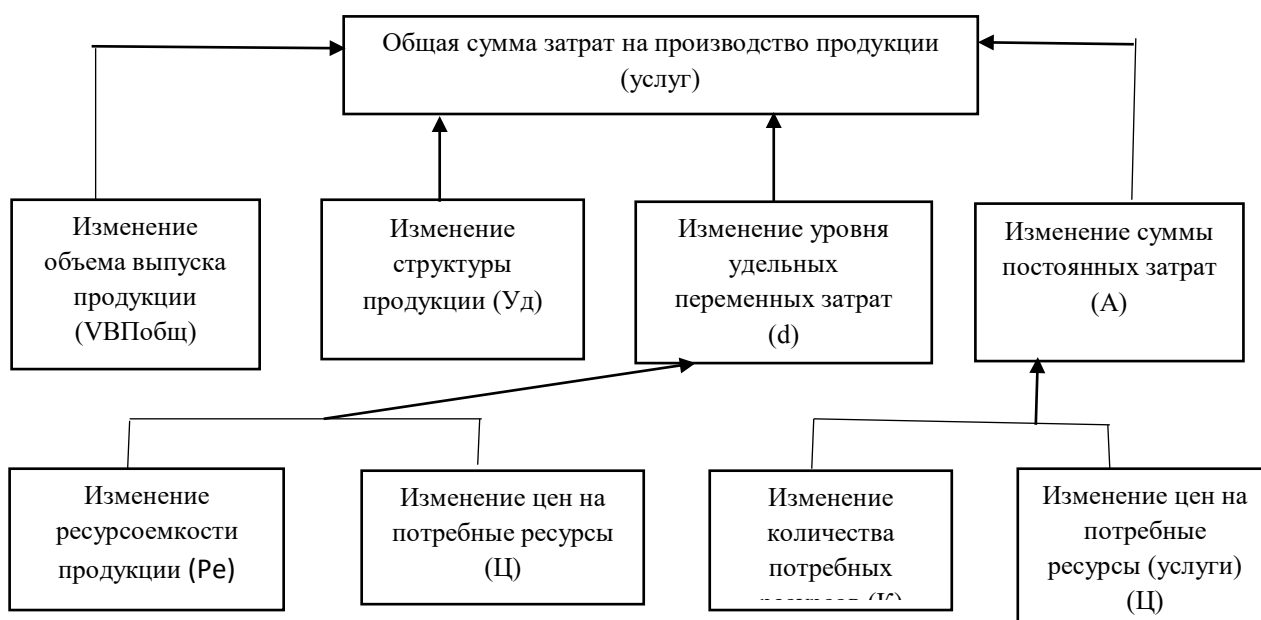 Общая сумма затрат на производство продукции
(услуг)
Изменение
объема выпуска
продукции
(VВПобщ)
Изменение
структуры
продукции (Уд)
Изменение уровня
удельных
переменных затрат
(d)
Изменение суммы
постоянных затрат
(А)
Изменение
ресурсоемкости
продукции (Ре)
Изменение цен на
потребные ресурсы
(Ц)
Изменение
количества
потребных
Изменение цен на
потребные
ресурсы (услуги)
(Ц)